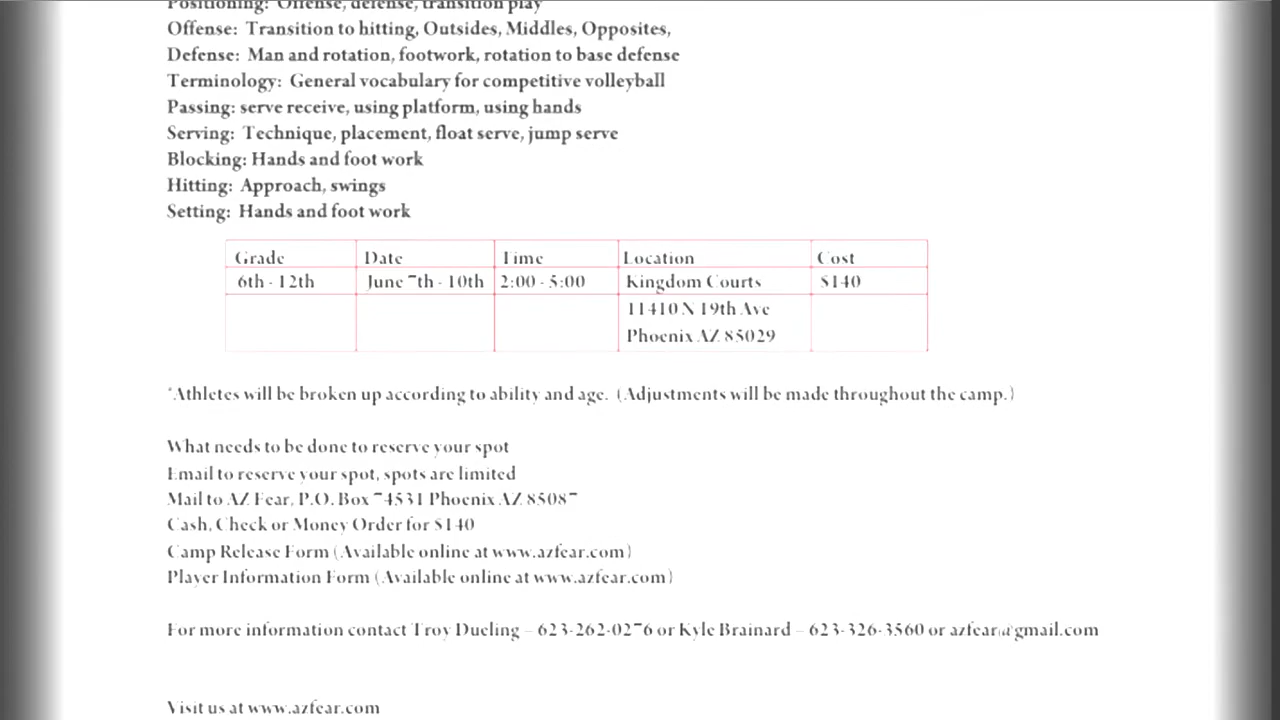 Positioning: Offense, defense, transition play
Offense: Transition to hitting, Outsides, Middles, Opposites,
Defense: Man and rotation, footwork, rotation to base defense
Terminology: General vocabulary for competitive volleyball
Passing: serve receive, using platform, using hands
Serving: Technique, placement, float serve, jump serve
Blocking: Hands and foot work
Hitting: Approach, swings
Setting: Hands and foot work
Grade Date Time Location Cost
6th - 12th June 7th - 10th 2:00 - 5:00 Kingdom Courts $140
11410 N 19th Ave
Phoenix AZ 85029
*Athletes will be broken up according to ability and age. (Adjustments will be made throughout the camp.)
What needs to be done to reserve your spot
Email to reserve your spot, spots are limited
Mail to AZ Fear, P.O. Box 74531 Phoenix AZ 85087
Cash, Check or Money Order for $140
Camp Release Form (Available online at www.azfear.com)
Player Information Form (Available online at www.azfear.com)
For more information contact Troy Dueling – 623-262-0276 or Kyle Brainard – 623-326-3560 or azfear@gmail.com
Visit us at www.azfear.com